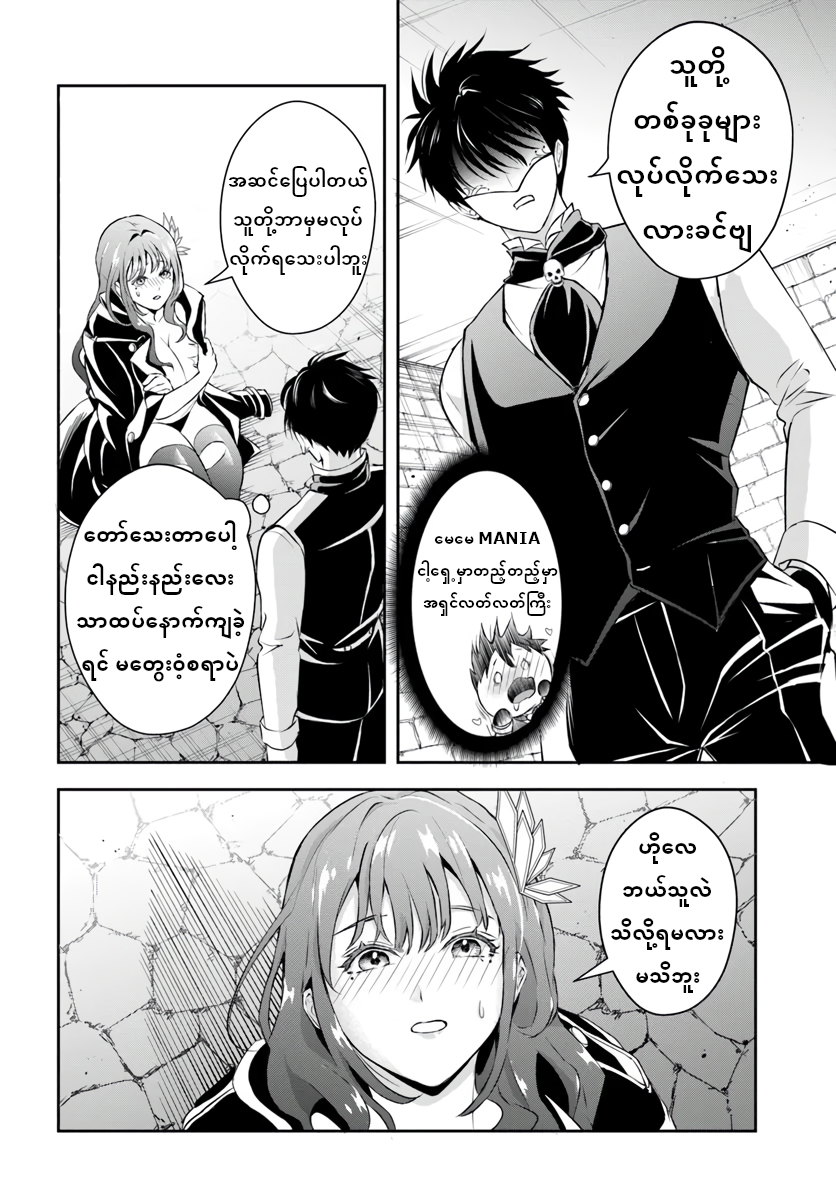 သူတို့
တစ်ခုခုများ
လုပ်လိုက်သေး
လားခင်ဗျ
မေမေ MANIA
ငါ့ရှေ့မှာတည့်တည့်မှာ
အရှင်လတ်လတ်ကြီး
အဆင်ပြေပါတယ်
သူတို့ဘာမှမလုပ်
လိုက်ရသေးပါဘူး
တော်သေးတာပေါ့
ငါနည်းနည်းလေး
သာထပ်နောက်ကျခဲ့
ရင် မတွေးဝံ့စရာပဲ
ဟိုလေ
ဘယ်သူလဲ
သိလို့ရမလား
မသိဘူး